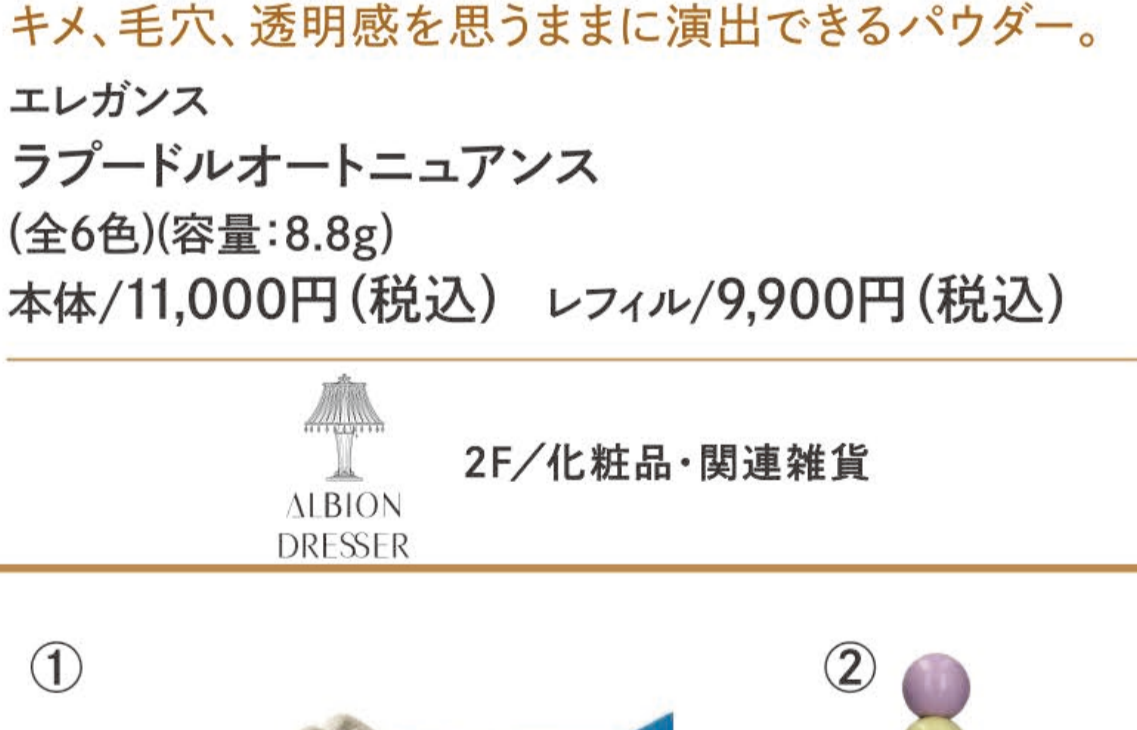 キメ、毛穴、透明感を思うままに演出できるパウダー。
エレガンス
ラプードルオートニュアンス
(全6色)(容量:8.8g)
本体/11,000円(税込) レフィル/9,900円(税込)
ALBION
DRESSER
2F/化粧品・関連雑貨
① ②